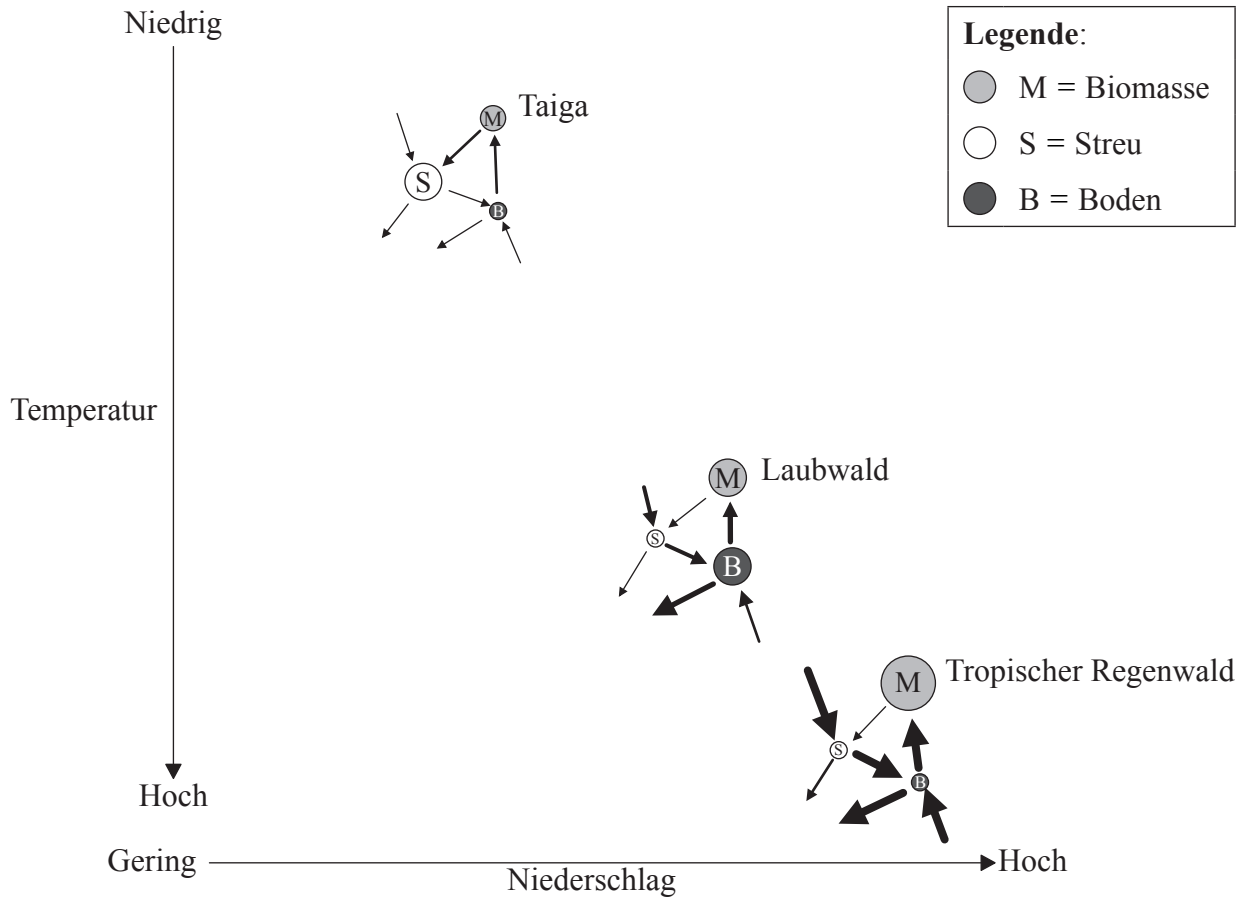 Niedrig
Legende:
M = Biomasse
S = Streu
B = Boden
M
Taiga
S
B
Temperatur
M
Laubwald
S
B
M
Tropischer Regenwald
S
B
Hoch
Gering
Hoch
Niederschlag